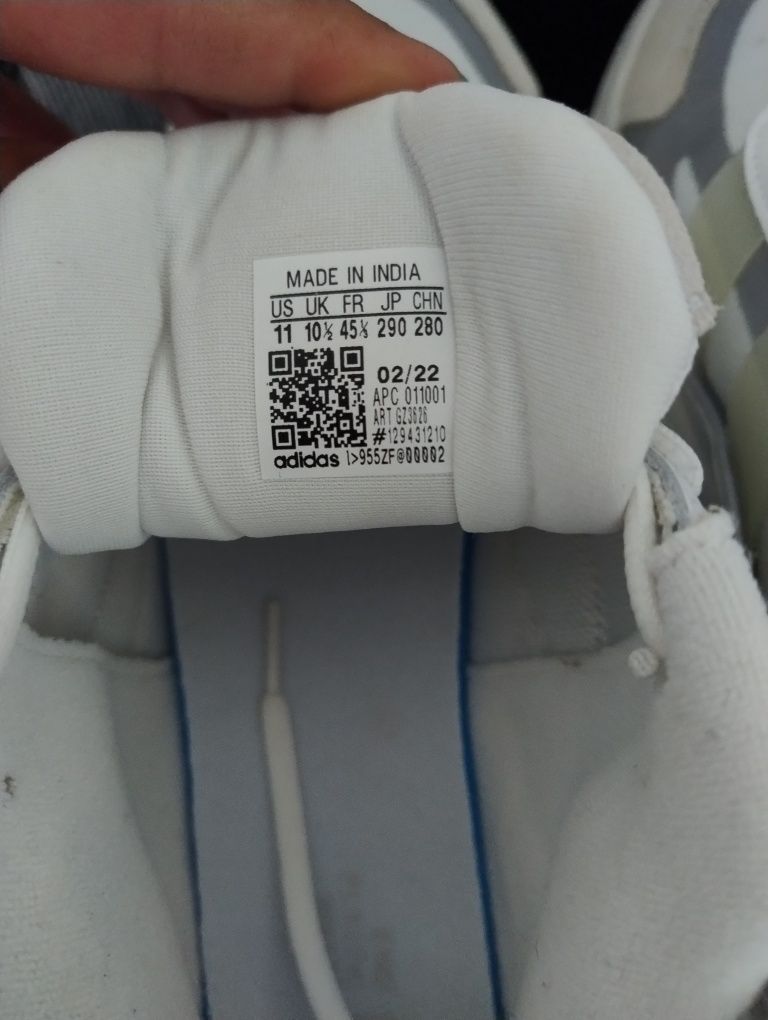 MADE IN INDIA
US UK FR JP CHN
11 10½ 45⅓ 290 280
02/22
APC 011001
ART GZ3626
#129431210
adidas I>955ZF@00002